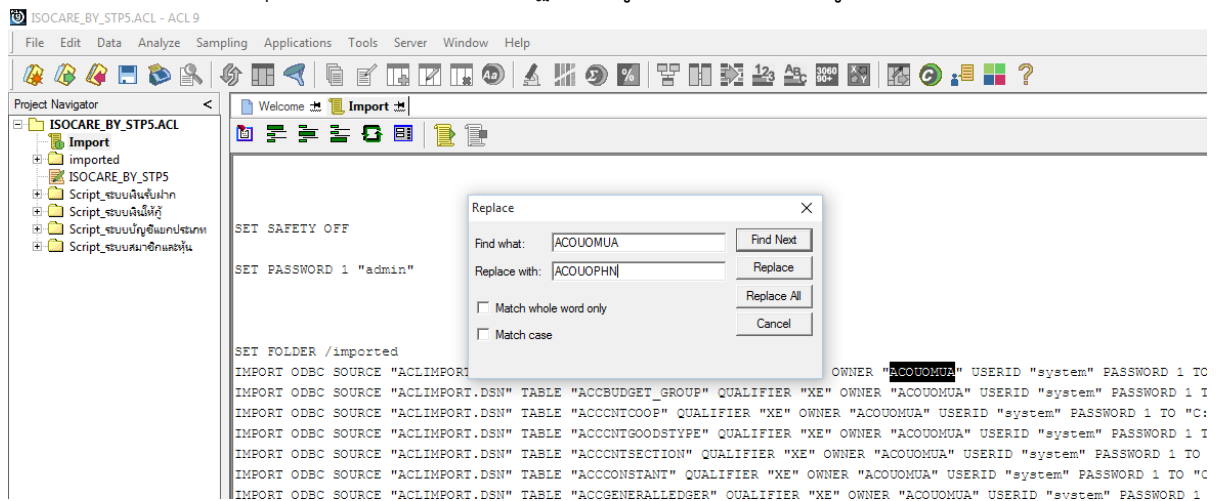 ISOCARE_BY_STP5.ACL - ACL 9
File Edit Data Analyze Sampling Applications Tools Server Window Help
Project Navigator <
Welcome Import
ISOCARE_BY_STP5.ACL
Import
imported
ISOCARE_BY_STP5
Script_ระบบเงินรับฝาก
Script_ระบบเงินให้กู้
Script_ระบบบัญชีแยกประเภท
Script_ระบบสมาชิกและหุ้น
SET SAFETY OFF
SET PASSWORD 1 "admin"
Replace
Find what: ACOUOMUA Find Next
Replace with: ACOUOPHN Replace
Replace All
Match whole word only
Cancel
Match case
SET FOLDER /imported
IMPORT ODBC SOURCE "ACLIMPORT OWNER "ACOUOMUA" USERID "system" PASSWORD 1 TO
IMPORT ODBC SOURCE "ACLIMPORT.DSN" TABLE "ACCBUDGET_GROUP" QUALIFIER "XE" OWNER "ACOUOMUA" USERID "system" PASSWORD 1 T
IMPORT ODBC SOURCE "ACLIMPORT.DSN" TABLE "ACCCNTCOOP" QUALIFIER "XE" OWNER "ACOUOMUA" USERID "system" PASSWORD 1 TO "C:
IMPORT ODBC SOURCE "ACLIMPORT.DSN" TABLE "ACCCNTGOODSTYPE" QUALIFIER "XE" OWNER "ACOUOMUA" USERID "system" PASSWORD 1 T
IMPORT ODBC SOURCE "ACLIMPORT.DSN" TABLE "ACCCNTSECTION" QUALIFIER "XE" OWNER "ACOUOMUA" USERID "system" PASSWORD 1 TO
IMPORT ODBC SOURCE "ACLIMPORT.DSN" TABLE "ACCCONSTANT" QUALIFIER "XE" OWNER "ACOUOMUA" USERID "system" PASSWORD 1 TO "C
IMPORT ODBC SOURCE "ACLIMPORT.DSN" TABLE "ACCGENERALLEDGER" QUALIFIER "XE" OWNER "ACOUOMUA" USERID "system" PASSWORD 1